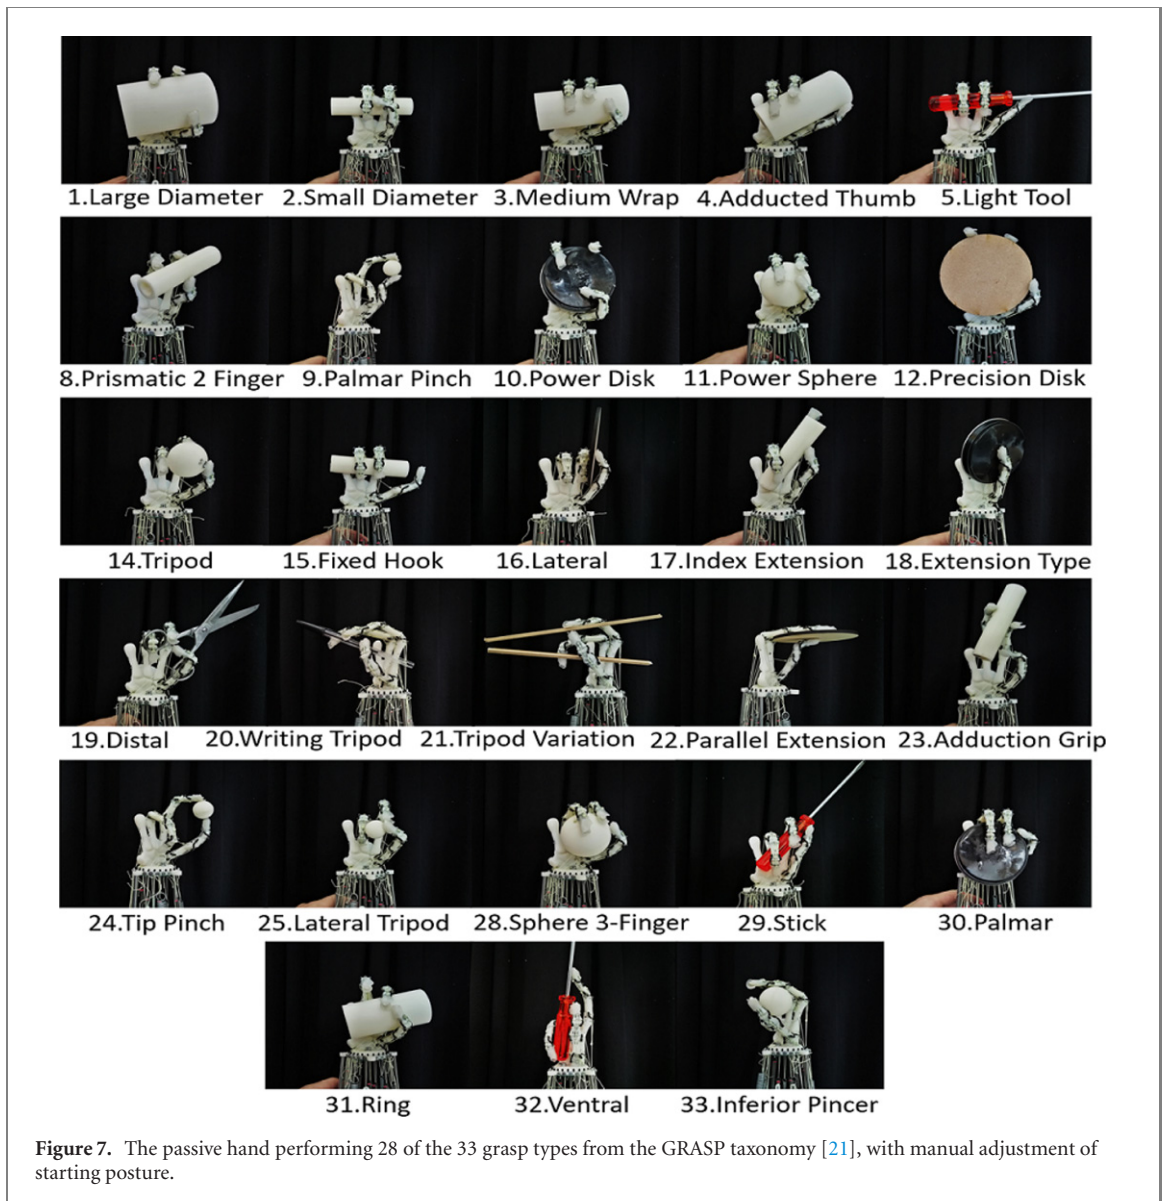 1.Large Diameter 2.Small Diameter 3.Medium Wrap 4.Adducted Thumb 5.Light Tool
8.Prismatic 2 Finger 9.Palmar Pinch 10.Power Disk 11.Power Sphere 12.Precision Disk
14.Tripod 15.Fixed Hook 16.Lateral 17.Index Extension 18.Extension Type
19.Distal 20.Writing Tripod 21.Tripod Variation 22.Parallel Extension 23.Adduction Grip
24.Tip Pinch 25.Lateral Tripod 28.Sphere 3-Finger 29.Stick 30.Palmar
31.Ring 32.Ventral 33.Inferior Pincer
Figure 7. The passive hand performing 28 of the 33 grasp types from the GRASP taxonomy [21], with manual adjustment of
starting posture.